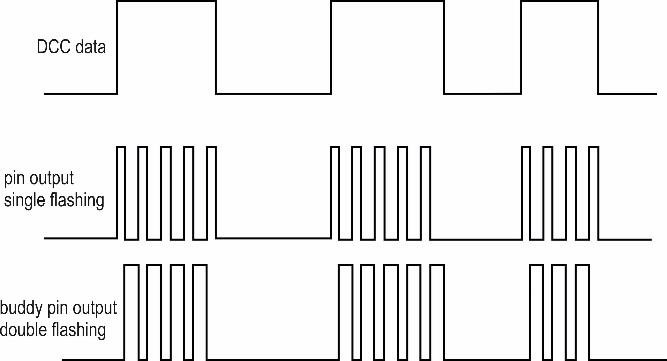 DCC data
pin output
single flashing
buddy pin output
double flashing